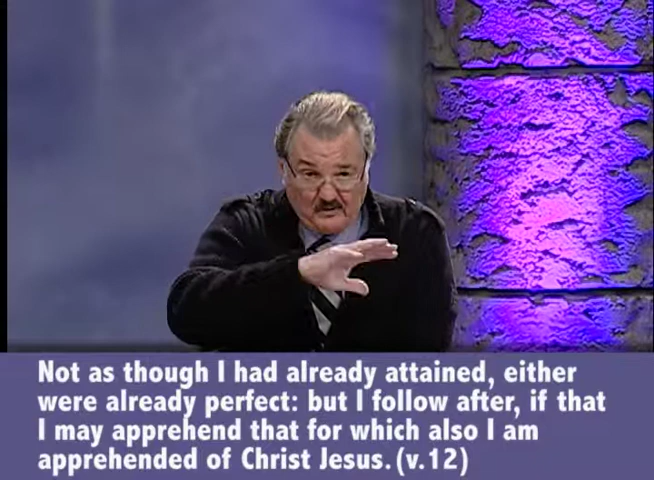 Not as though I had already attained, either
were already perfect: but I follow after, if that
I may apprehend that for which also I am
apprehended of Christ Jesus. (v.12)